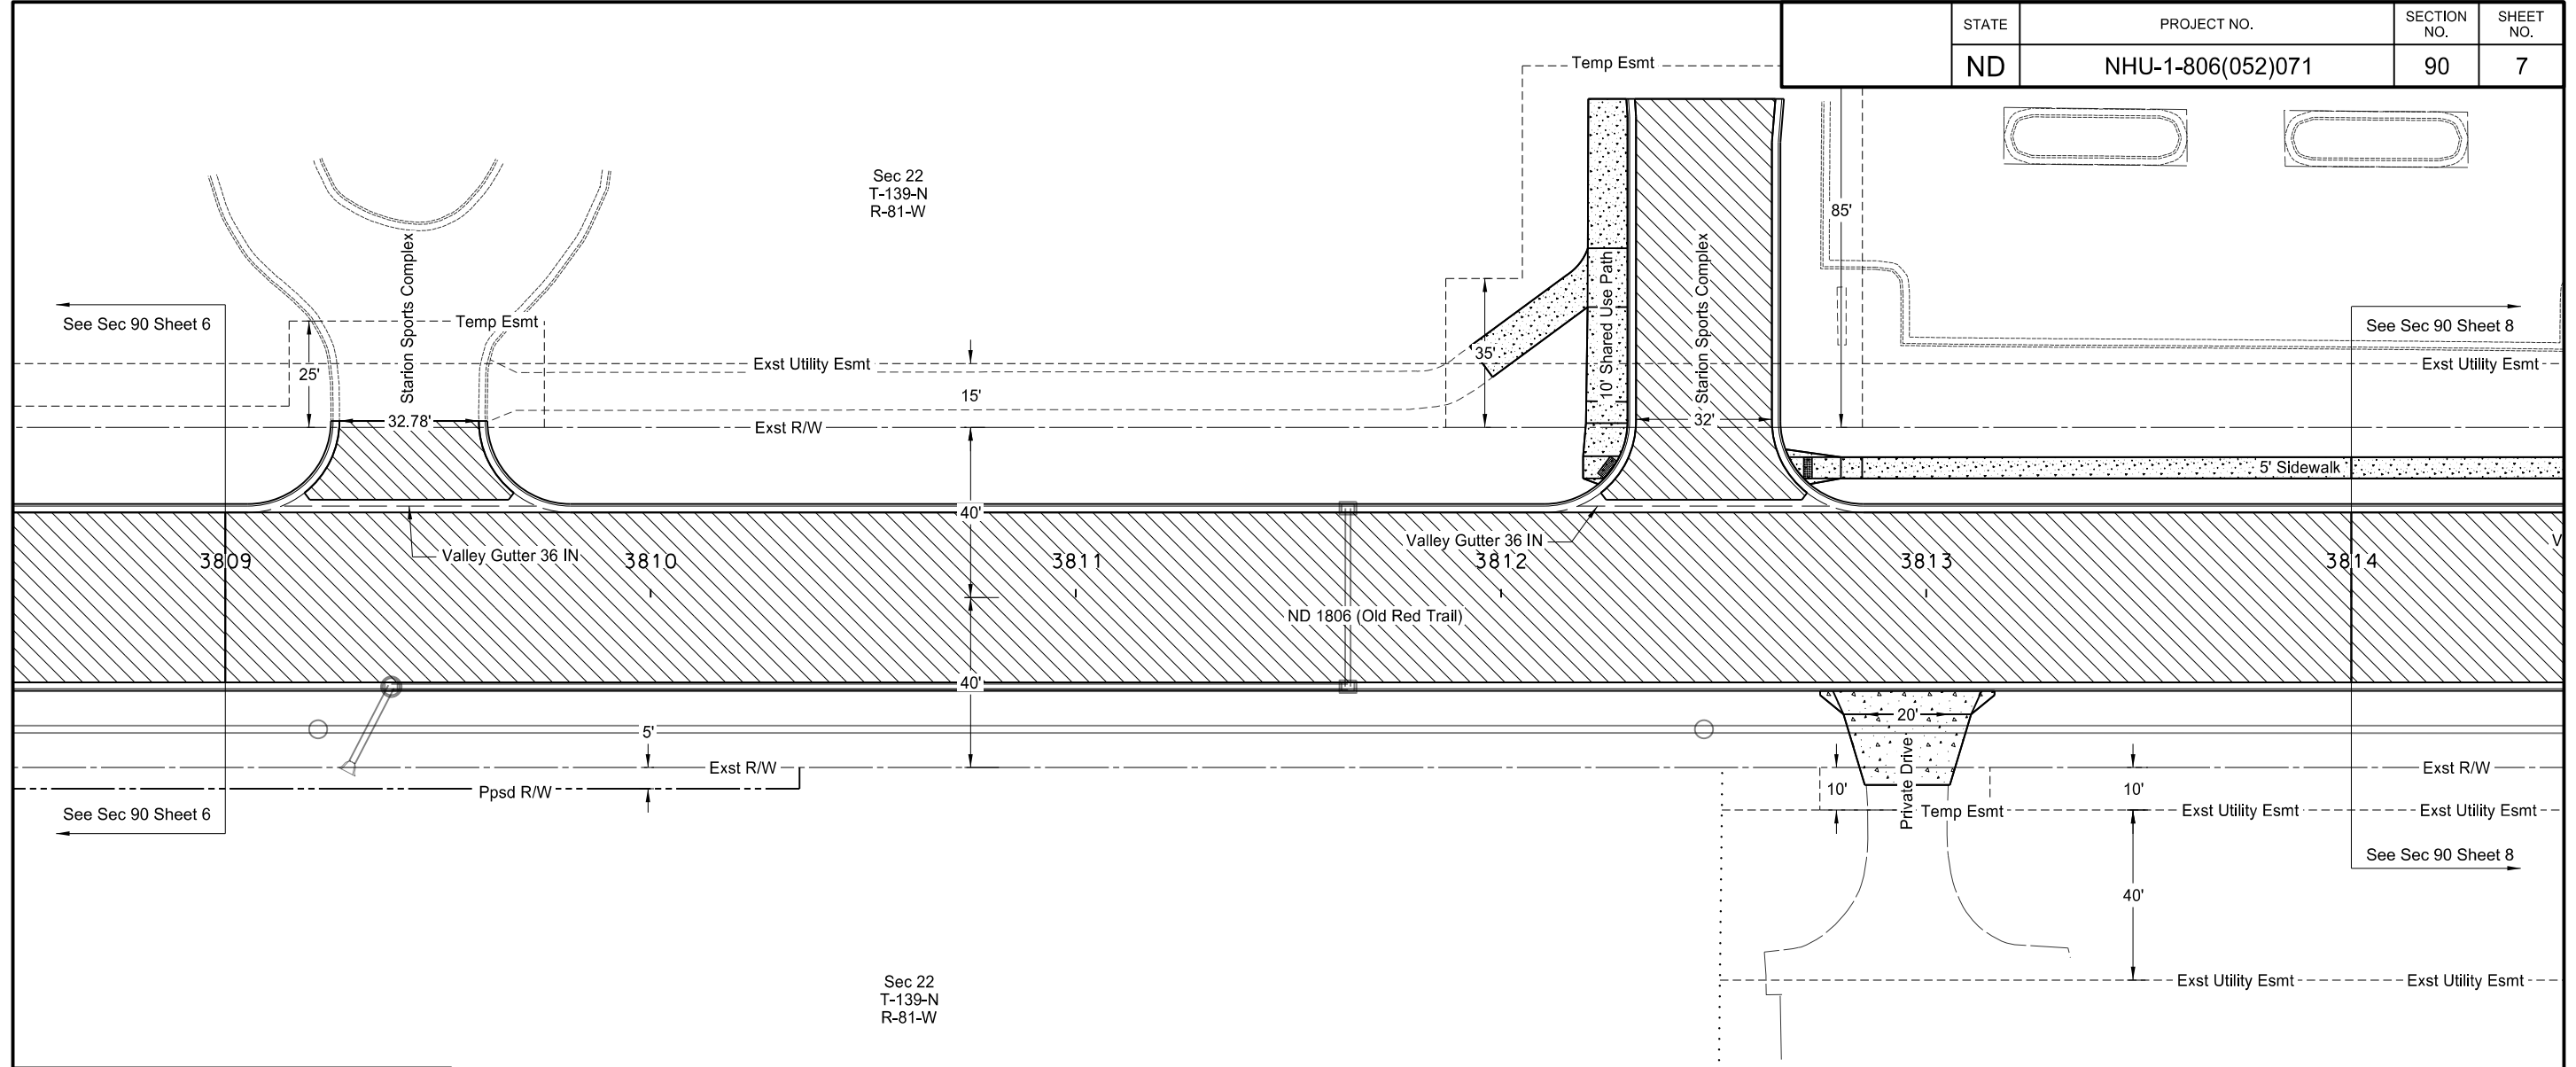 STATE
PROJECT NO.
SECTION NO.
SHEET NO.
ND
NHU-1-806(052)071
90
7
Temp Esmt
Sec 22
T-139-N
R-81-W
85'
Starion Sports Complex
10' Shared Use Path
Starion Sports Complex
See Sec 90 Sheet 6
Temp Esmt
See Sec 90 Sheet 8
25'
Exst Utility Esmt
35'
Exst Utility Esmt
15'
32.78'
Exst R/W
32'
5' Sidewalk
40'
Valley Gutter 36 IN
Valley Gutter 36 IN
V
3809
3810
3811
3812
3813
3814
ND 1806 (Old Red Trail)
40'
20'
5'
Exst R/W
Exst R/W
Private Drive
10'
10'
Ppsd R/W
See Sec 90 Sheet 6
Temp Esmt
Exst Utility Esmt
Exst Utility Esmt
See Sec 90 Sheet 8
40'
Sec 22
T-139-N
R-81-W
Exst Utility Esmt
Exst Utility Esmt